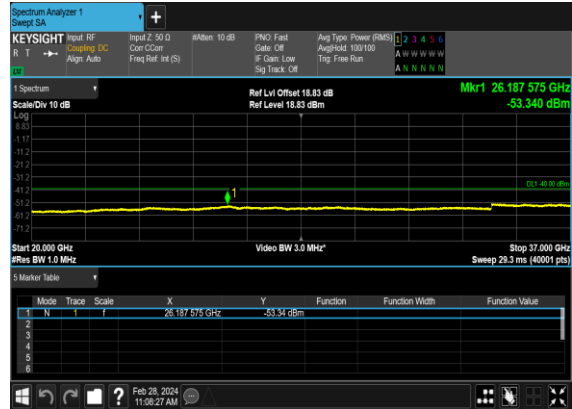 Spectrum Analyzer 1
Swept SA
+
KEYSIGHT Input: RF Input Z: 50 Ω #Atten: 10 dB PNO: Fast Avg Type: Power (RMS) 1 2 3 4 5 6
R T Coupling: DC Corr CCorr Gate: Off Avg|Hold: 100/100 A W W W W W
Align: Auto Freq Ref: Int (S) IF Gain: Low Trig: Free Run
Sig Track: Off A N N N N N
1 Spectrum Ref Lvl Offset 18.83 dB Mkr1 26.187 575 GHz
Scale/Div 10 dB Ref Level 18.83 dBm -53.340 dBm
Log
8.83
-1.17
-11.2
-21.2
-31.2
-41.2 DL1 -40.00 dBm
-51.2 1
-61.2
-71.2
Start 20.000 GHz Video BW 3.0 MHz* Stop 37.000 GHz
#Res BW 1.0 MHz Sweep 29.3 ms (40001 pts)
5 Marker Table
Mode Trace Scale X Y Function Function Width Function Value
1 N 1 f 26.187 575 GHz -53.34 dBm
2
3
4
5
6
? Feb 28, 2024
11:08:27 AM